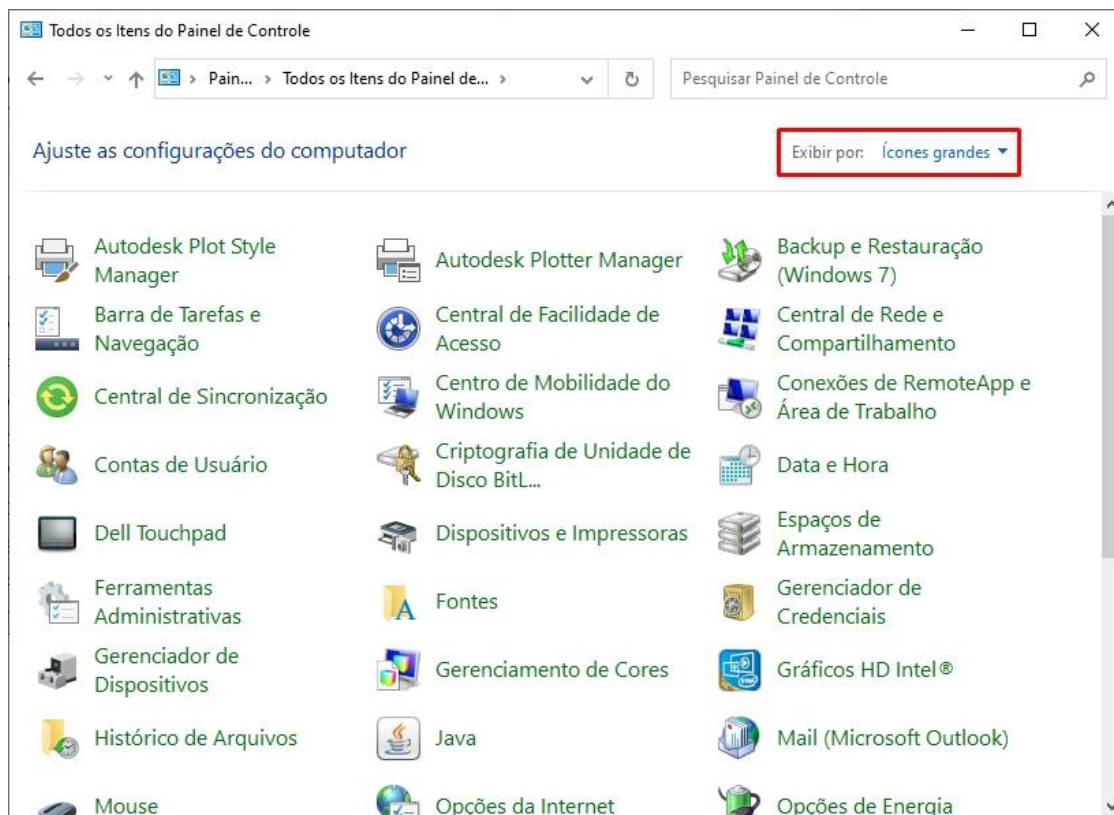 Todos os Itens do Painel de Controle
Pain... > Todos os Itens do Painel de... >
Pesquisar Painel de Controle
Ajuste as configurações do computador
Exibir por: Ícones grandes
Autodesk Plot Style
Manager
Autodesk Plotter Manager
Backup e Restauração
(Windows 7)
Barra de Tarefas e
Navegação
Central de Facilidade de
Acesso
Central de Rede e
Compartilhamento
Central de Sincronização
Centro de Mobilidade do
Windows
Conexões de RemoteApp e
Área de Trabalho
Contas de Usuário
Criptografia de Unidade de
Disco BitL...
Data e Hora
Dell Touchpad
Dispositivos e Impressoras
Espaços de
Armazenamento
Ferramentas
Administrativas
Fontes
Gerenciador de
Credenciais
Gerenciador de
Dispositivos
Gerenciamento de Cores
Gráficos HD Intel®
Histórico de Arquivos
Java
Mail (Microsoft Outlook)
Mouse
Opções da Internet
Opções de Energia